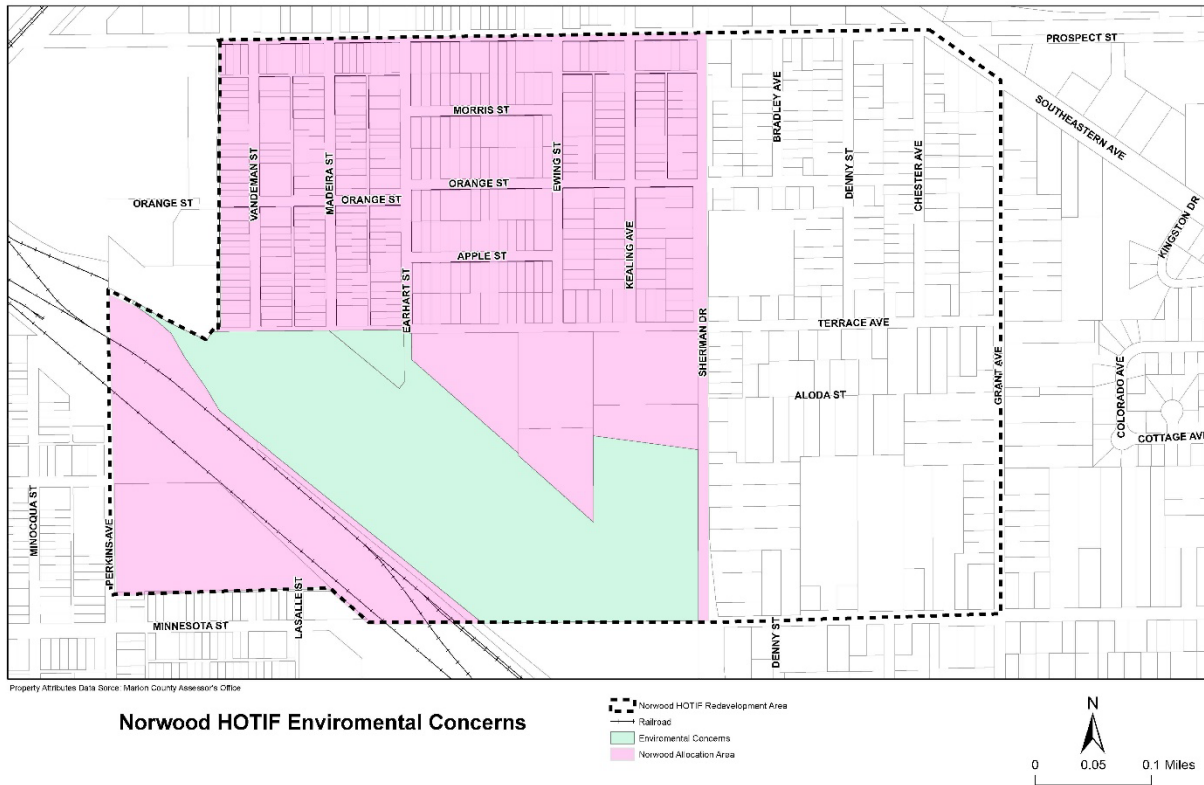 PROSPECT ST
SOUTHEASTERN AVE
BRADLEY AVE
MORRIS ST
DENNY ST
CHESTER AVE
VANDEMAN ST
MADEIRA ST
EWING ST
ORANGE ST
ORANGE ST
ORANGE ST
KINGSTON DR
KEALING AVE
APPLE ST
EARHART ST
SHERMAN DR
TERRACE AVE
GRANT AVE
COLORADO AVE
ALODA ST
COTTAGE AVE
MINOCQUA ST
PERKINS AVE
LASALLE ST
MINNESOTA ST
DENNY ST
Property Attributes Data Sorce: Marion County Assessor's Office
Norwood HOTIF Enviromental Concerns
Norwood HOTIF Redevelopment Area
Railroad
Enviromental Concerns
Norwood Allocation Area
N
0 0.05 0.1 Miles